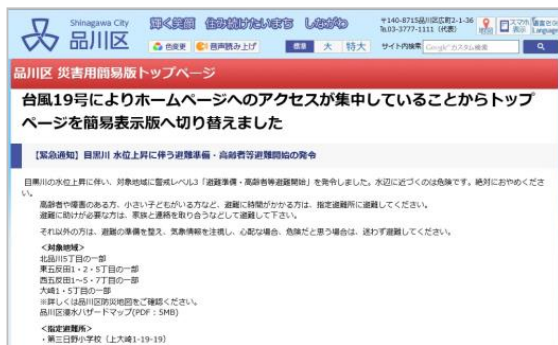 Shinagawa City
品川区
輝く笑顔 住み続けたいまち しながわ
〒140-8715品川区広町2-1-36
℡03-3777-1111（代表）
スマホ表示
Language
色変更
音声読み上げ
標準 大 特大
サイト内検索 Google カスタム検索
品川区 災害用簡易版トップページ
台風19号によりホームページへのアクセスが集中していることからトップ
ページを簡易表示版へ切り替えました
【緊急通知】目黒川 水位上昇に伴う避難準備・高齢者等避難開始の発令
目黒川の水位上昇に伴い、対象地域に警戒レベル3「避難準備・高齢者等避難開始」を発令しました。水辺に近づくのは危険です。絶対におやめくださ
い。
高齢者や障害のある方、小さい子どもがいる方など、避難に時間がかかる方は、指定避難所に避難してください。
避難に助けが必要な方は、家族と連絡を取り合うなどして避難して下さい。
それ以外の方は、避難の準備を整え、気象情報を注視し、心配な場合、危険だと思う場合は、迷わず避難してください。
＜対象地域＞
北品川5丁目の一部
東五反田1・2・5丁目の一部
西五反田1～5・7丁目の一部
大崎1・5丁目の一部
※詳しくは品川区防災地図をご確認ください。
品川区浸水ハザードマップ(PDF：5MB)
＜指定避難所＞
・第三日野小学校（上大崎1-19-19）